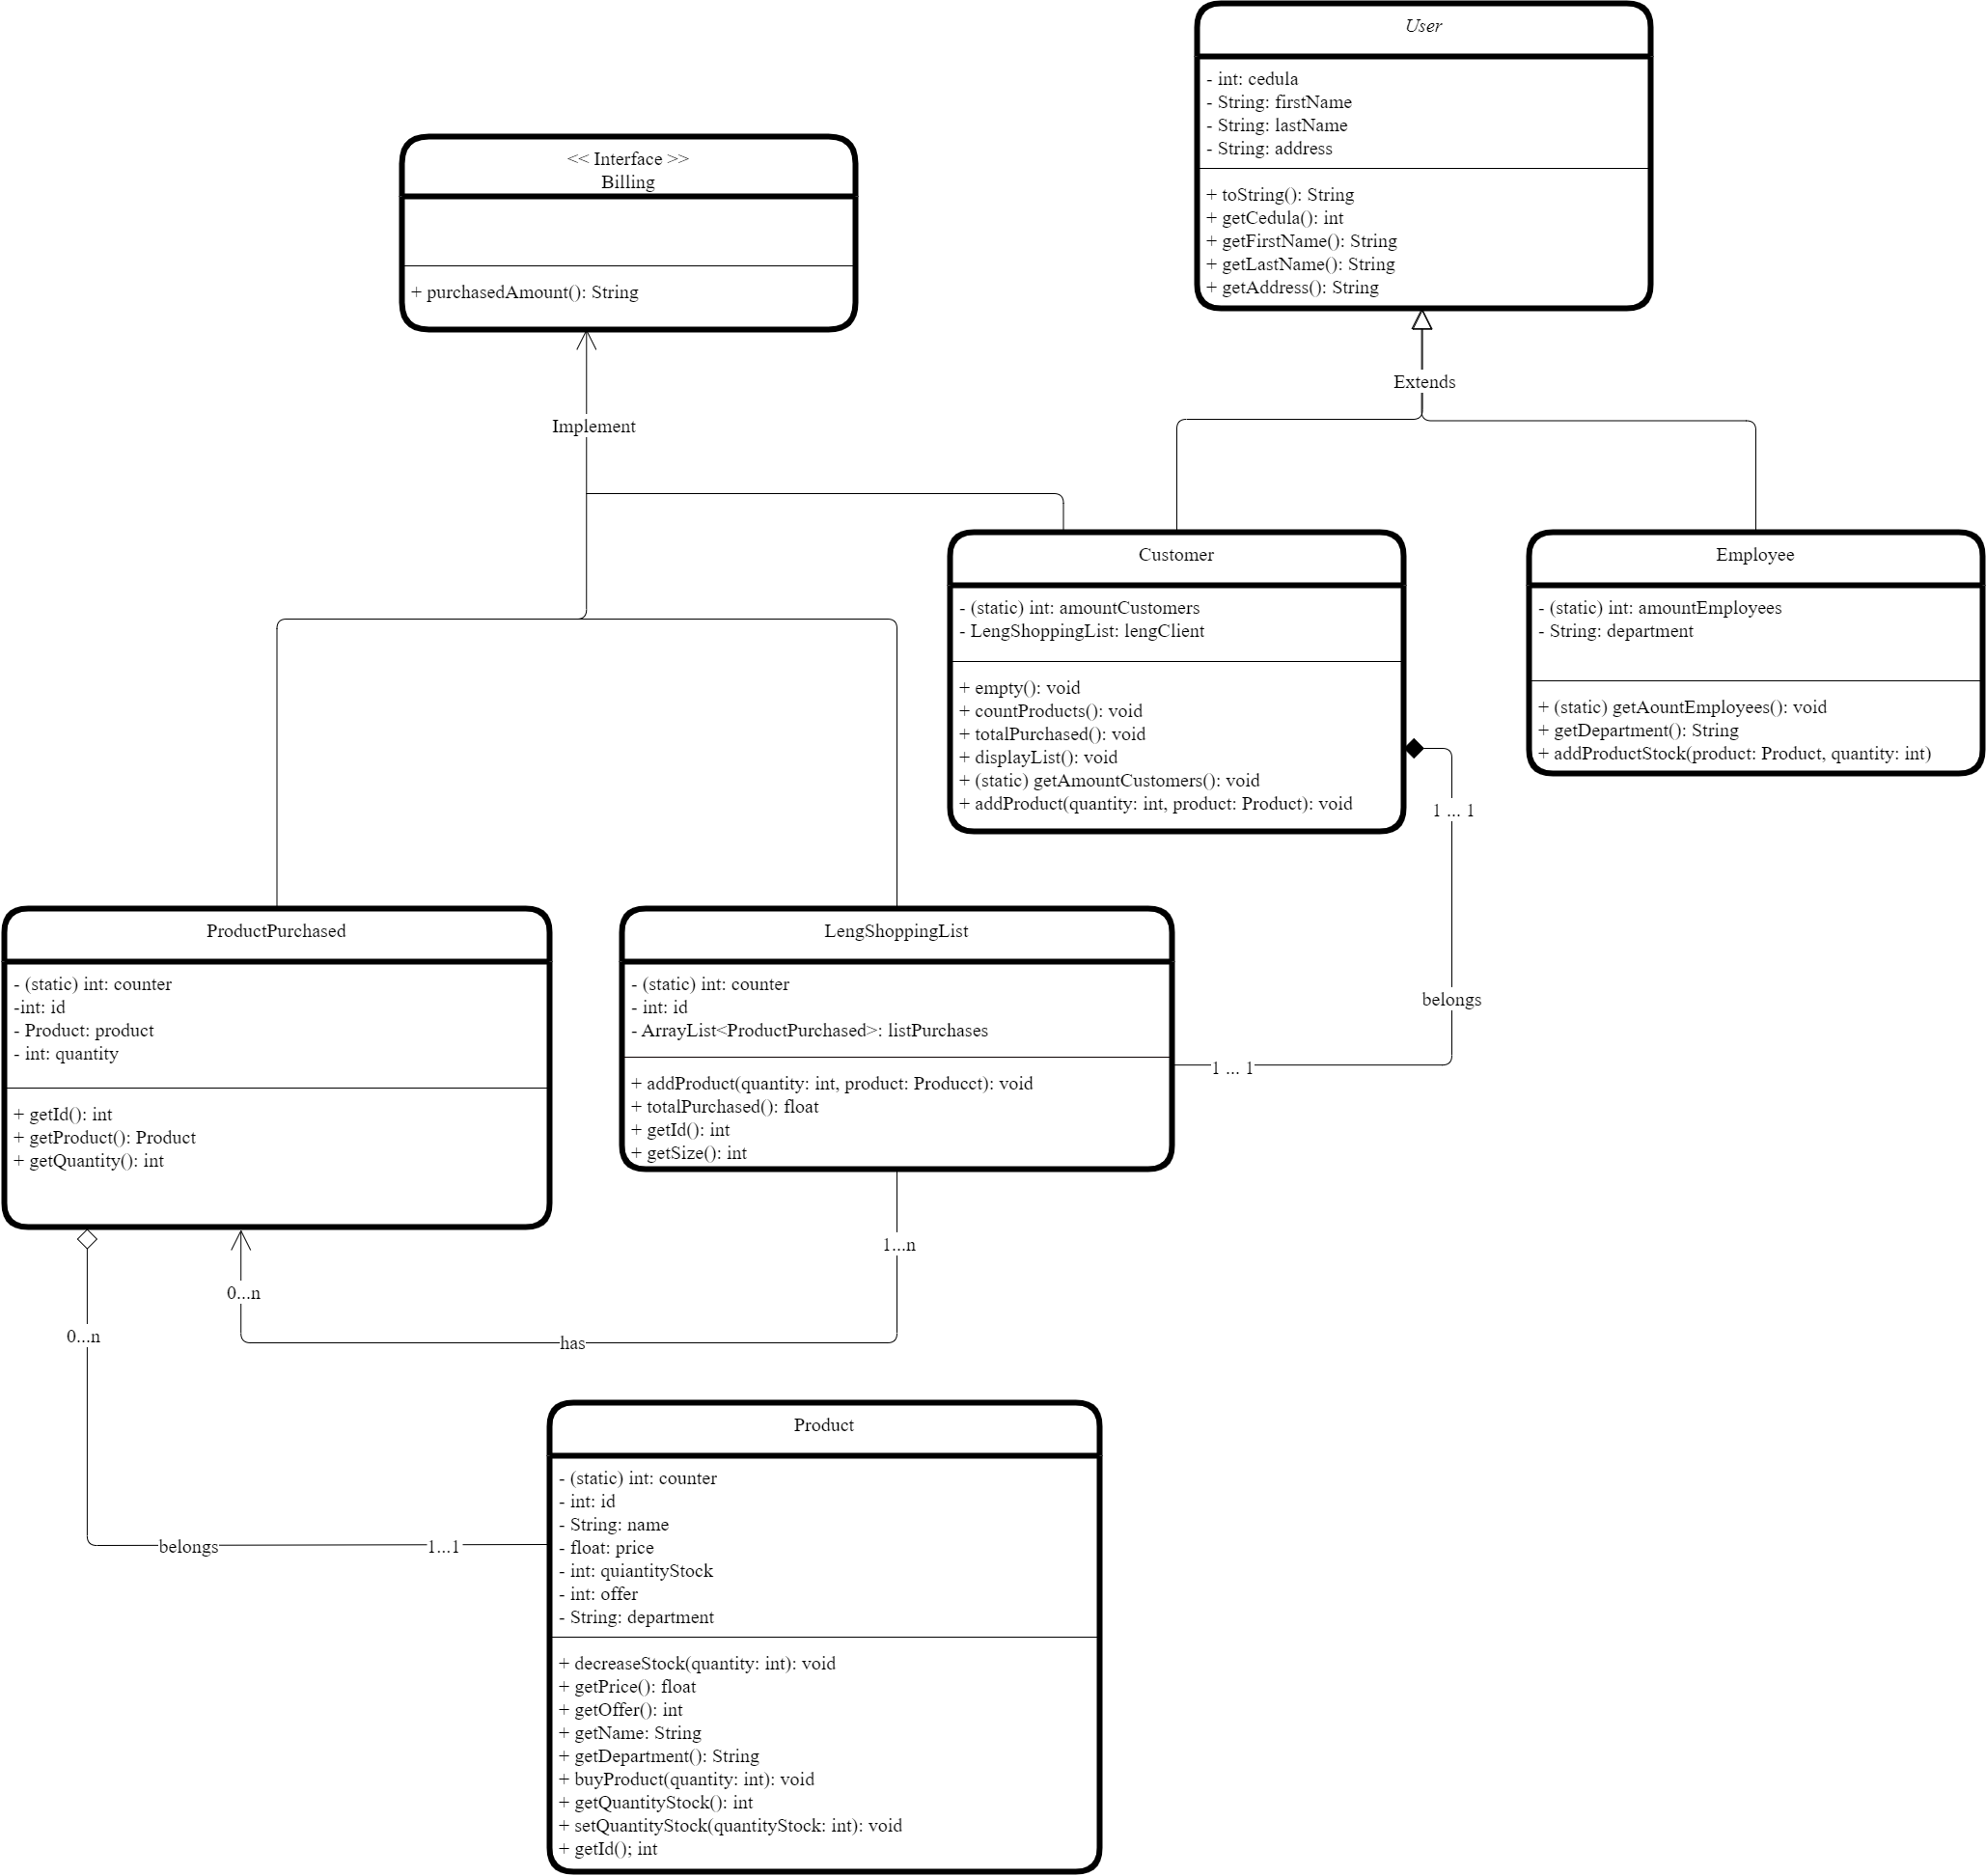 User
- int: cedula
- String: firstName
- String: lastName
- String: address
+ toString(): String
+ getCedula(): int
+ getFirstName(): String
+ getLastName(): String
+ getAddress(): String
<< Interface >>
Billing
+ purchasedAmount(): String
Extends
Implement
Customer
- (static) int: amountCustomers
- LengShoppingList: lengClient
+ empty(): void
+ countProducts(): void
+ totalPurchased(): void
+ displayList(): void
+ (static) getAmountCustomers(): void
+ addProduct(quantity: int, product: Product): void
Employee
- (static) int: amountEmployees
- String: department
+ (static) getAountEmployees(): void
+ getDepartment(): String
+ addProductStock(product: Product, quantity: int)
1 ... 1
belongs
1 ... 1
ProductPurchased
- (static) int: counter
-int: id
- Product: product
- int: quantity
+ getId(): int
+ getProduct(): Product
+ getQuantity(): int
LengShoppingList
- (static) int: counter
- int: id
- ArrayList<ProductPurchased>: listPurchases
+ addProduct(quantity: int, product: Producct): void
+ totalPurchased(): float
+ getId(): int
+ getSize(): int
1...n
0...n
has
0...n
belongs
1...1
Product
- (static) int: counter
- int: id
- String: name
- float: price
- int: quiantityStock
- int: offer
- String: department
+ decreaseStock(quantity: int): void
+ getPrice(): float
+ getOffer(): int
+ getName: String
+ getDepartment(): String
+ buyProduct(quantity: int): void
+ getQuantityStock(): int
+ setQuantityStock(quantityStock: int): void
+ getId(); int